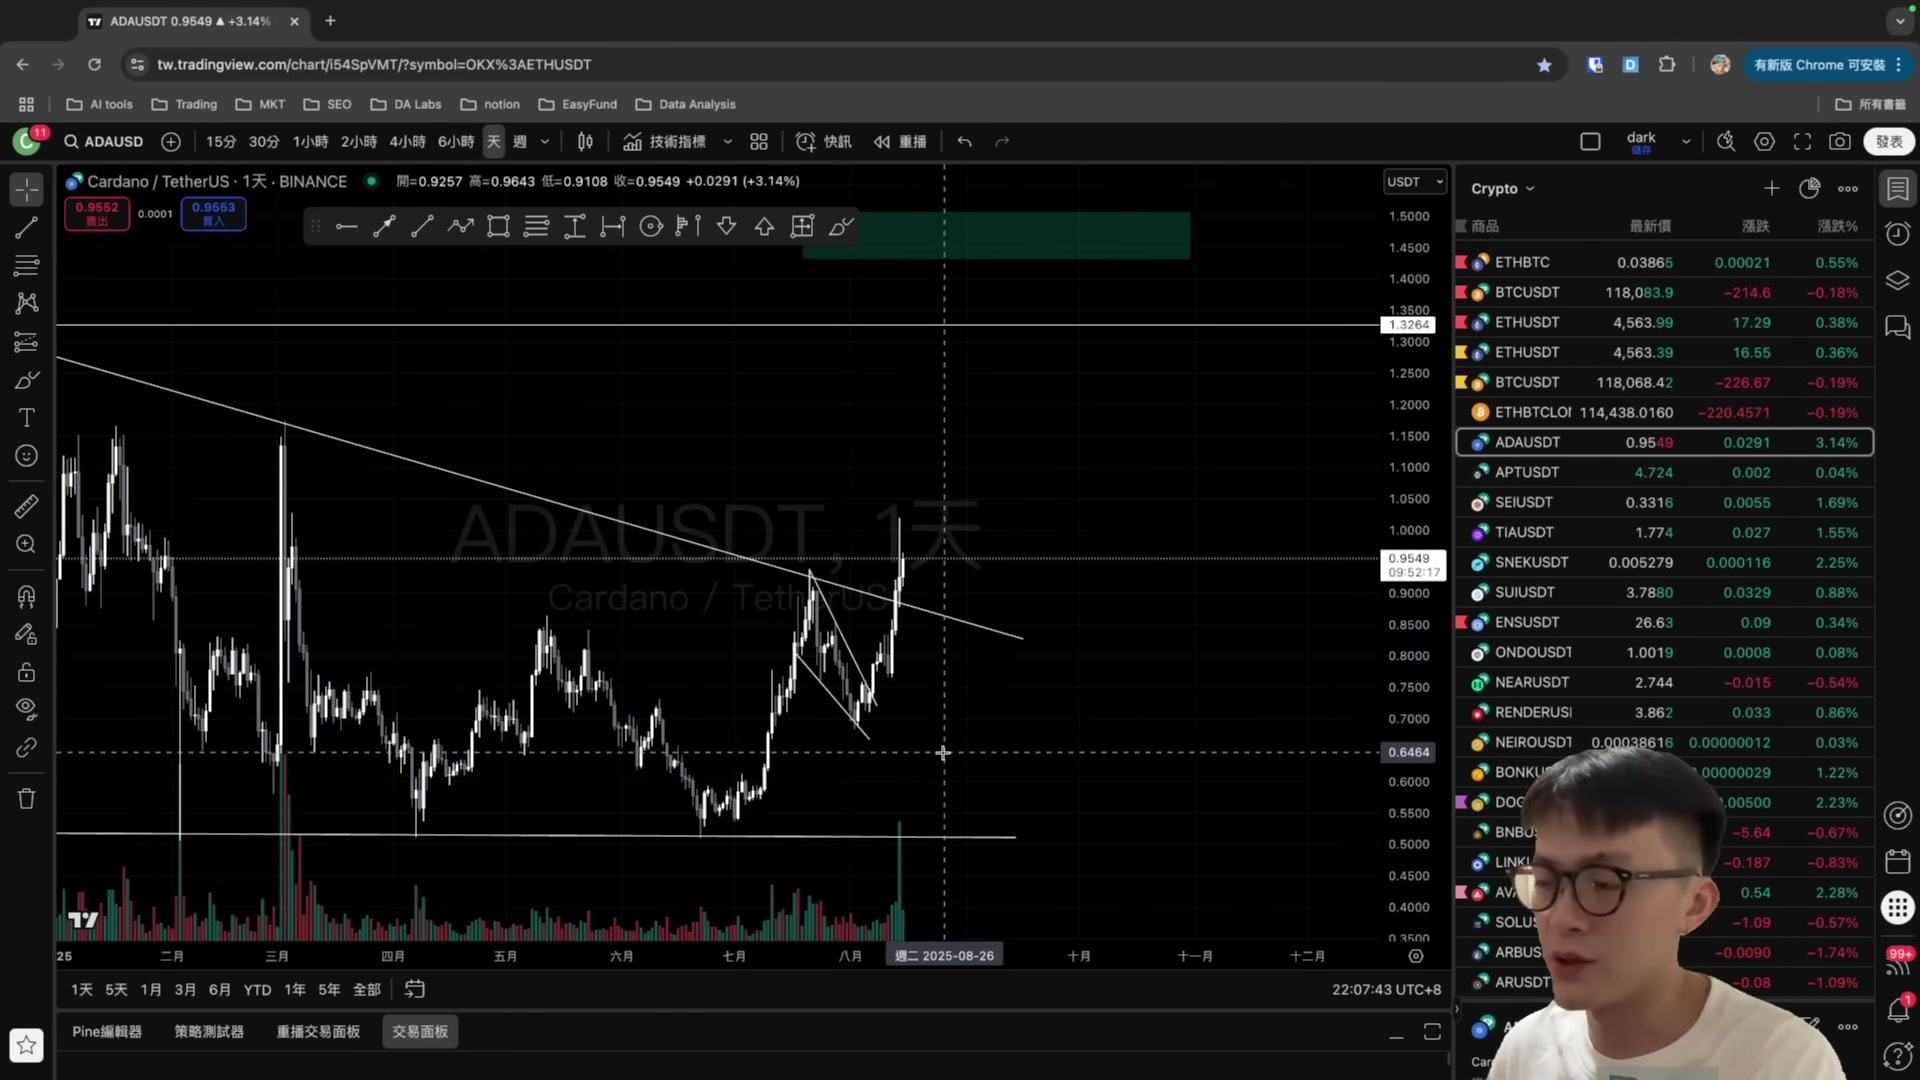 ADAUSDT 0.9549 ▲ +3.14%
tw.tradingview.com/chart/i54SpVMT/?symbol=OKX%3AETHUSDT
D
有新版 Chrome 可安裝
AI tools Trading MKT SEO DA Labs notion EasyFund Data Analysis 所有書籤
C 11 ADAUSD 15分 30分 1小時 2小時 4小時 6小時 天 週 技術指標 快訊 重播 dark 儲存 發表
Cardano / TetherUS · 1天 · BINANCE 開=0.9257 高=0.9643 低=0.9108 收=0.9549 +0.0291 (+3.14%)
0.9552 賣出 0.0001 0.9553 買入
USDT
1.5000
1.4500
1.4000
1.3500
1.3264
1.3000
1.2500
1.2000
1.1500
1.1000
1.0500
1.0000
0.9549
09:52:17
0.9000
0.8500
0.8000
0.7500
0.7000
0.6464
0.6000
0.5500
0.5000
0.4500
0.4000
0.3500
ADAUSDT, 1天
Cardano / TetherUS
25 二月 三月 四月 五月 六月 七月 八月 週二 2025-08-26 十月 十一月 十二月
1天 5天 1月 3月 6月 YTD 1年 5年 全部 22:07:43 UTC+8
Pine編輯器 策略測試器 重播交易面板 交易面板
Crypto
商品 最新價 漲跌 漲跌%
ETHBTC 0.03865 0.00021 0.55%
BTCUSDT 118,083.9 −214.6 −0.18%
ETHUSDT 4,563.99 17.29 0.38%
ETHUSDT 4,563.39 16.55 0.36%
BTCUSDT 118,068.42 −226.67 −0.19%
ETHBTCLON 114,438.0160 −220.4571 −0.19%
ADAUSDT 0.9549 0.0291 3.14%
APTUSDT 4.724 0.002 0.04%
SEIUSDT 0.3316 0.0055 1.69%
TIAUSDT 1.774 0.027 1.55%
SNEKUSDT 0.005279 0.000116 2.25%
SUIUSDT 3.7880 0.0329 0.88%
ENSUSDT 26.63 0.09 0.34%
ONDOUSDT 1.0019 0.0008 0.08%
NEARUSDT 2.744 −0.015 −0.54%
RENDERUS 3.862 0.033 0.86%
NEIROUSDT 0.00038616 0.00000012 0.03%
BONKU .00000029 1.22%
DOG .00500 2.23%
BNBU −5.64 −0.67%
LINK −0.187 −0.83%
AV 0.54 2.28%
SOLUS −1.09 −0.57%
ARBUS −0.0090 −1.74%
ARUSDT −0.08 −1.09%
99+
1